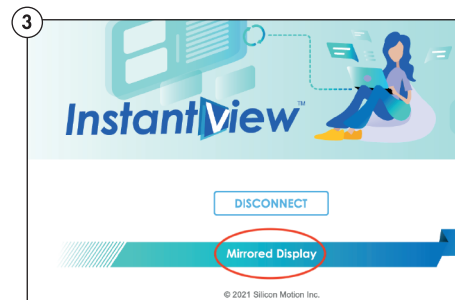 3
InstantView™
DISCONNECT
Mirrored Display
© 2021 Silicon Motion Inc.